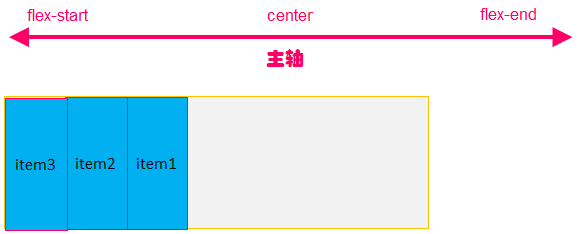 flex-start center flex-end
主轴
item3 item2 item1